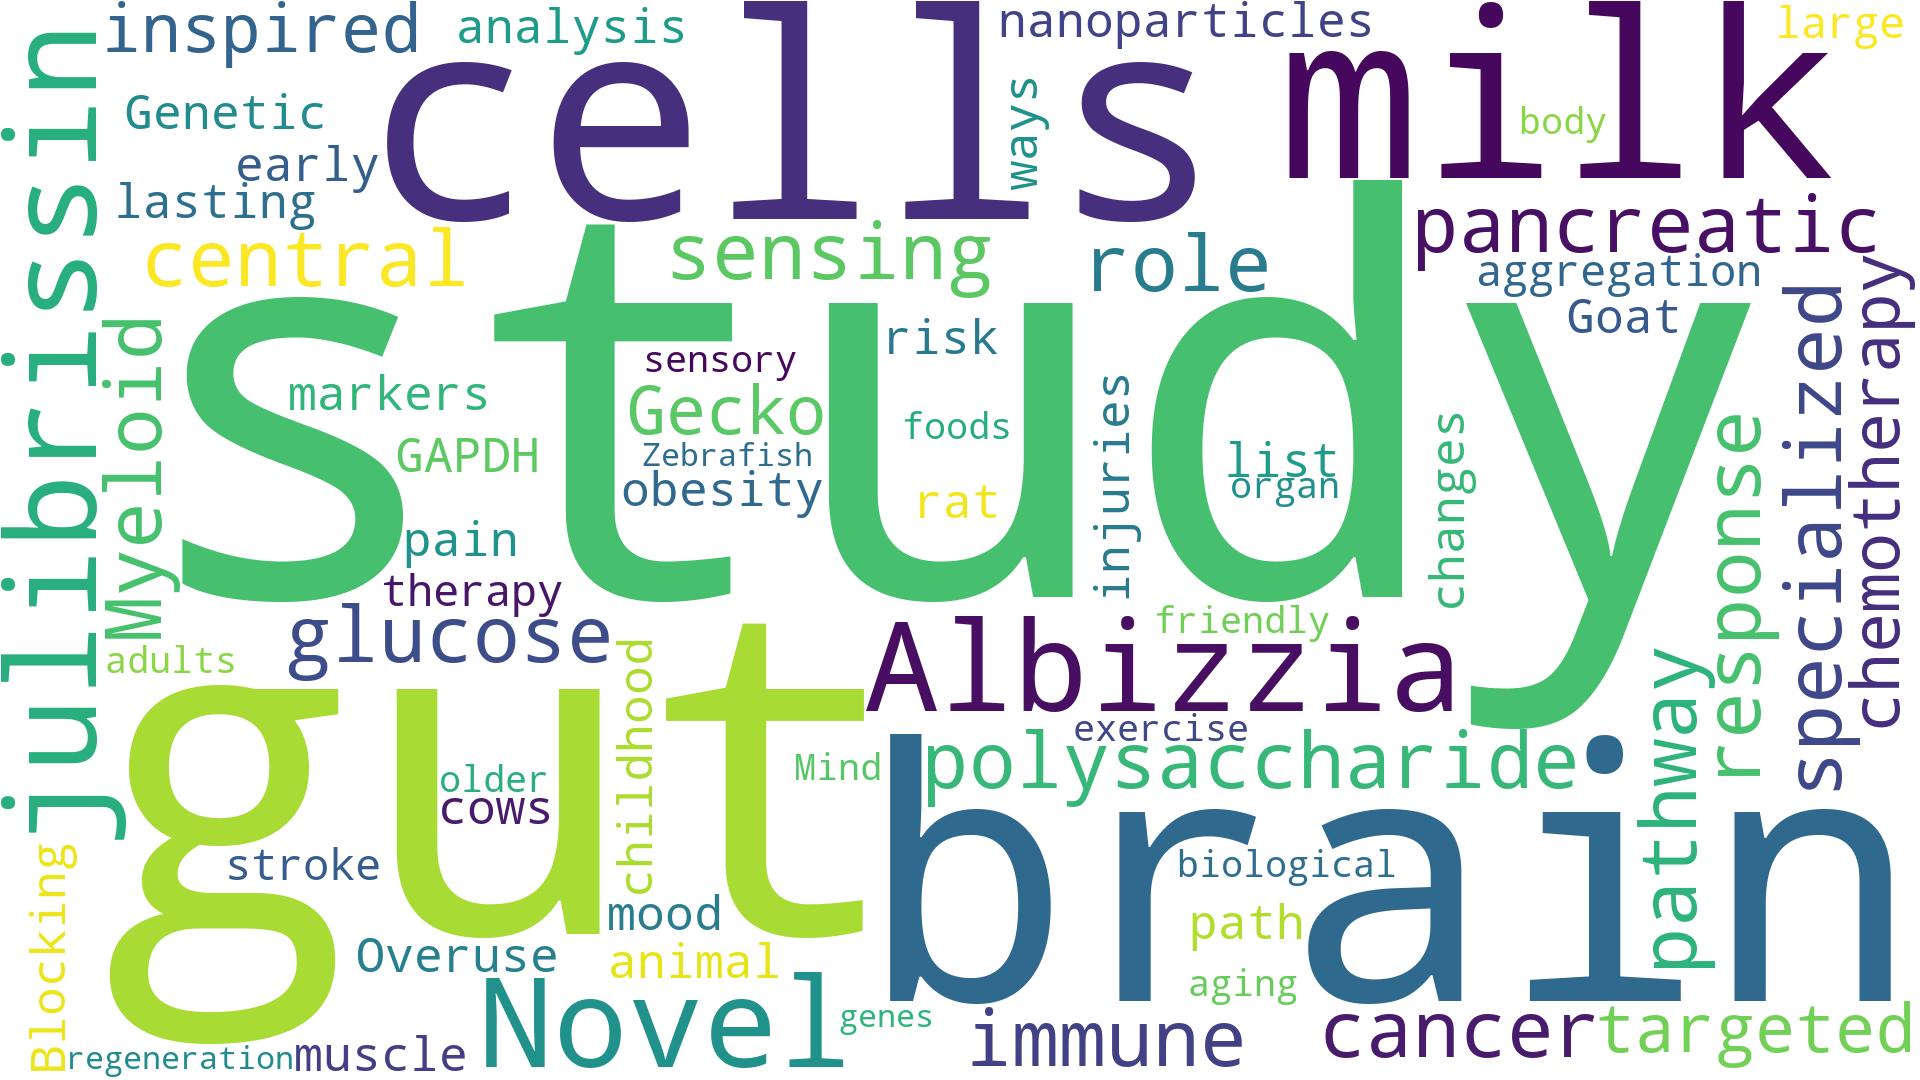 julibrissin
inspired
analysis
cells
nanoparticles
milk
large
Genetic
ways
body
early
lasting
central
sensing
role
pancreatic
aggregation
Goat
chemotherapy
specialized
study
Myeloid
risk
sensory
markers
Gecko
foods
injuries
list
organ
changes
response
GAPDH
Zebrafish
obesity
rat
pain
therapy
glucose
adults
Albizzia
friendly
pathway
childhood
gut
exercise
polysaccharide
Mind
brain
older
cows
Blocking
stroke
biological
mood
path
Overuse
animal
aging
Novel
genes
immune
cancer
targeted
regeneration
muscle